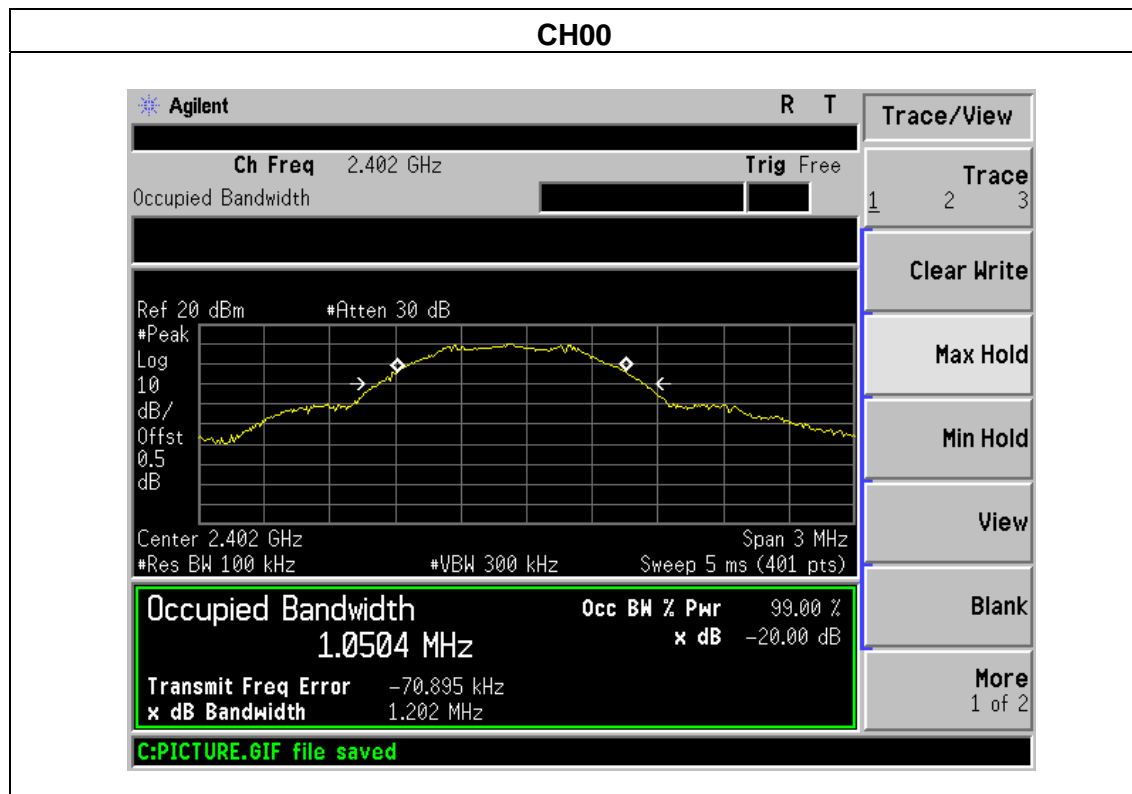 CH00
Agilent R T
Ch Freq 2.402 GHz Trig Free
Occupied Bandwidth
Ref 20 dBm #Atten 30 dB
#Peak
Log
10
dB/
Offst
0.5
dB
Center 2.402 GHz Span 3 MHz
#Res BW 100 kHz #VBW 300 kHz Sweep 5 ms (401 pts)
Occupied Bandwidth Occ BW % Pwr 99.00 %
1.0504 MHz x dB -20.00 dB
Transmit Freq Error -70.895 kHz
x dB Bandwidth 1.202 MHz
C:PICTURE.GIF file saved
Trace/View
Trace
1 2 3
Clear Write
Max Hold
Min Hold
View
Blank
More
1 of 2